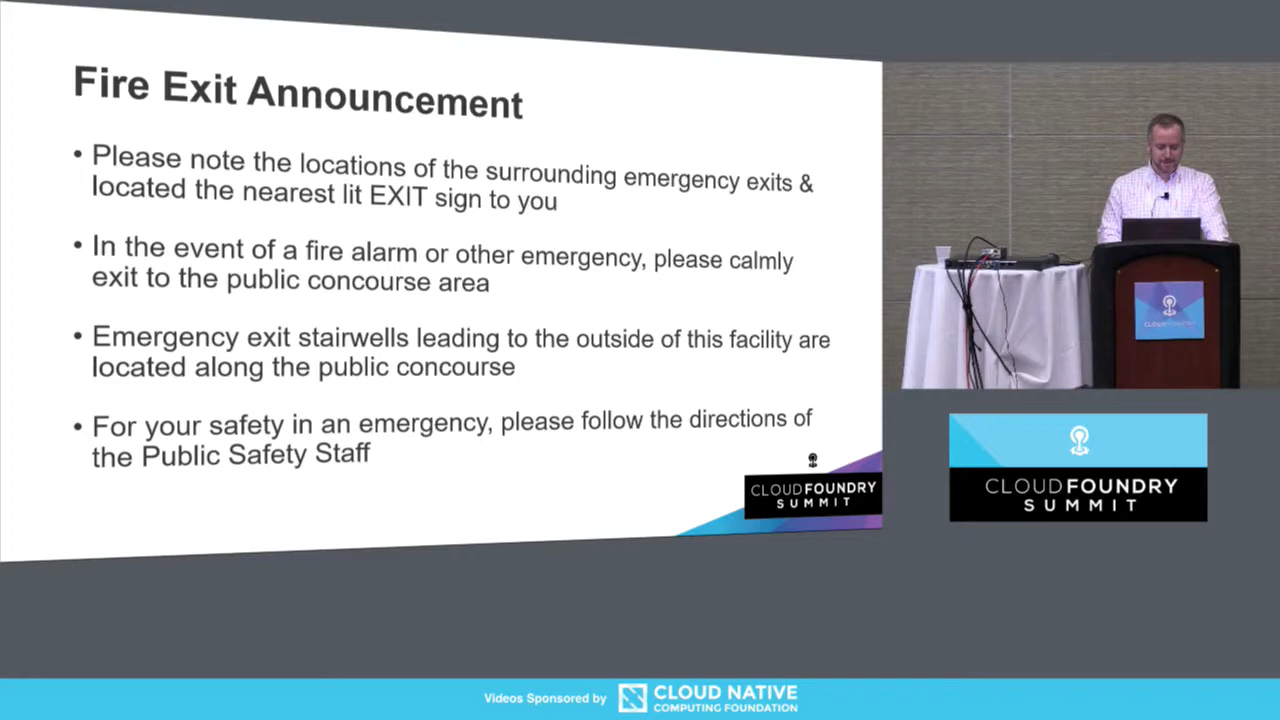 Fire Exit Announcement
• Please note the locations of the surrounding emergency exits &
located the nearest lit EXIT sign to you
• In the event of a fire alarm or other emergency, please calmly
exit to the public concourse area
• Emergency exit stairwells leading to the outside of this facility are
located along the public concourse
• For your safety in an emergency, please follow the directions of
the Public Safety Staff
CLOUDFOUNDRY
SUMMIT
CLOUDFOUNDRY
CLOUDFOUNDRY
SUMMIT
Videos Sponsored by
CLOUD NATIVE
COMPUTING FOUNDATION